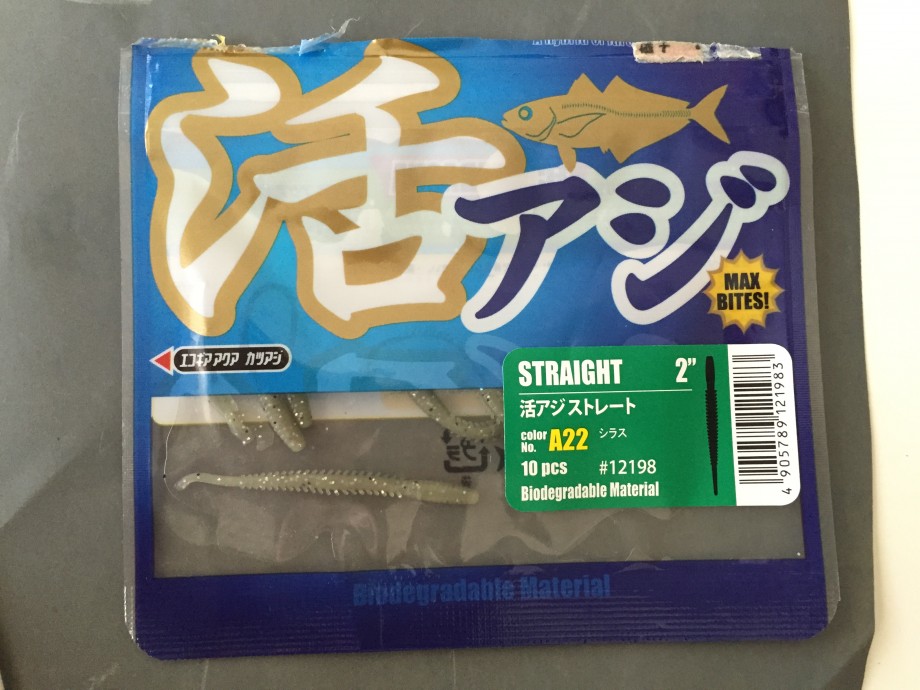 活アジ
MAX
BITES!
エコギアアクア カツアジ
STRAIGHT 2”
活アジ ストレート
color No. A22 シラス
10 pcs #12198
Biodegradable Material
4 905789 121983
Biodegradable Material